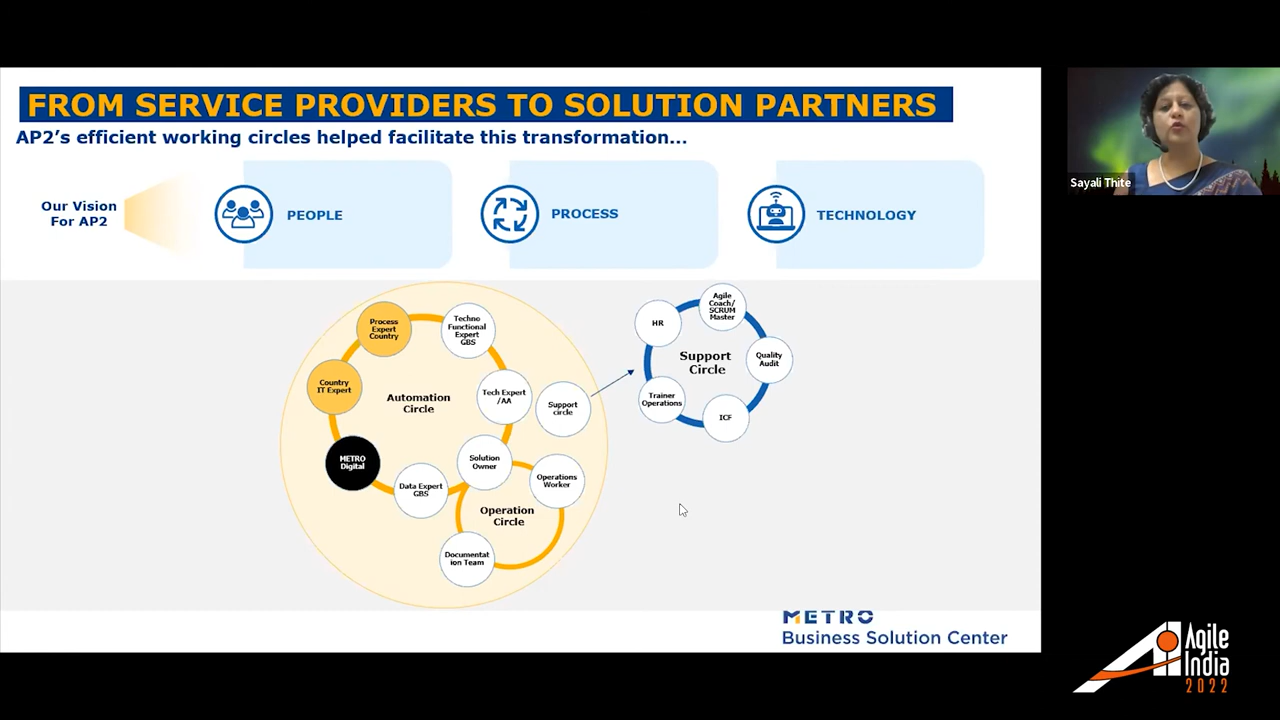 FROM SERVICE PROVIDERS TO SOLUTION PARTNERS
AP2's efficient working circles helped facilitate this transformation...
Our Vision
For AP2
PEOPLE
PROCESS
TECHNOLOGY
Process
Expert
Country
Techno
Functional
Expert
GBS
Country
IT Expert
Automation
Circle
Tech Expert
/AA
Support
circle
METRO
Digital
Data Expert
GBS
Solution
Owner
Operations
Worker
Operation
Circle
Documentat
ion Team
HR
Agile
Coach/
SCRUM
Master
Support
Circle
Quality
Audit
Trainer
Operations
ICF
METRO
Business Solution Center
Sayali Thite
Agile
India
2022